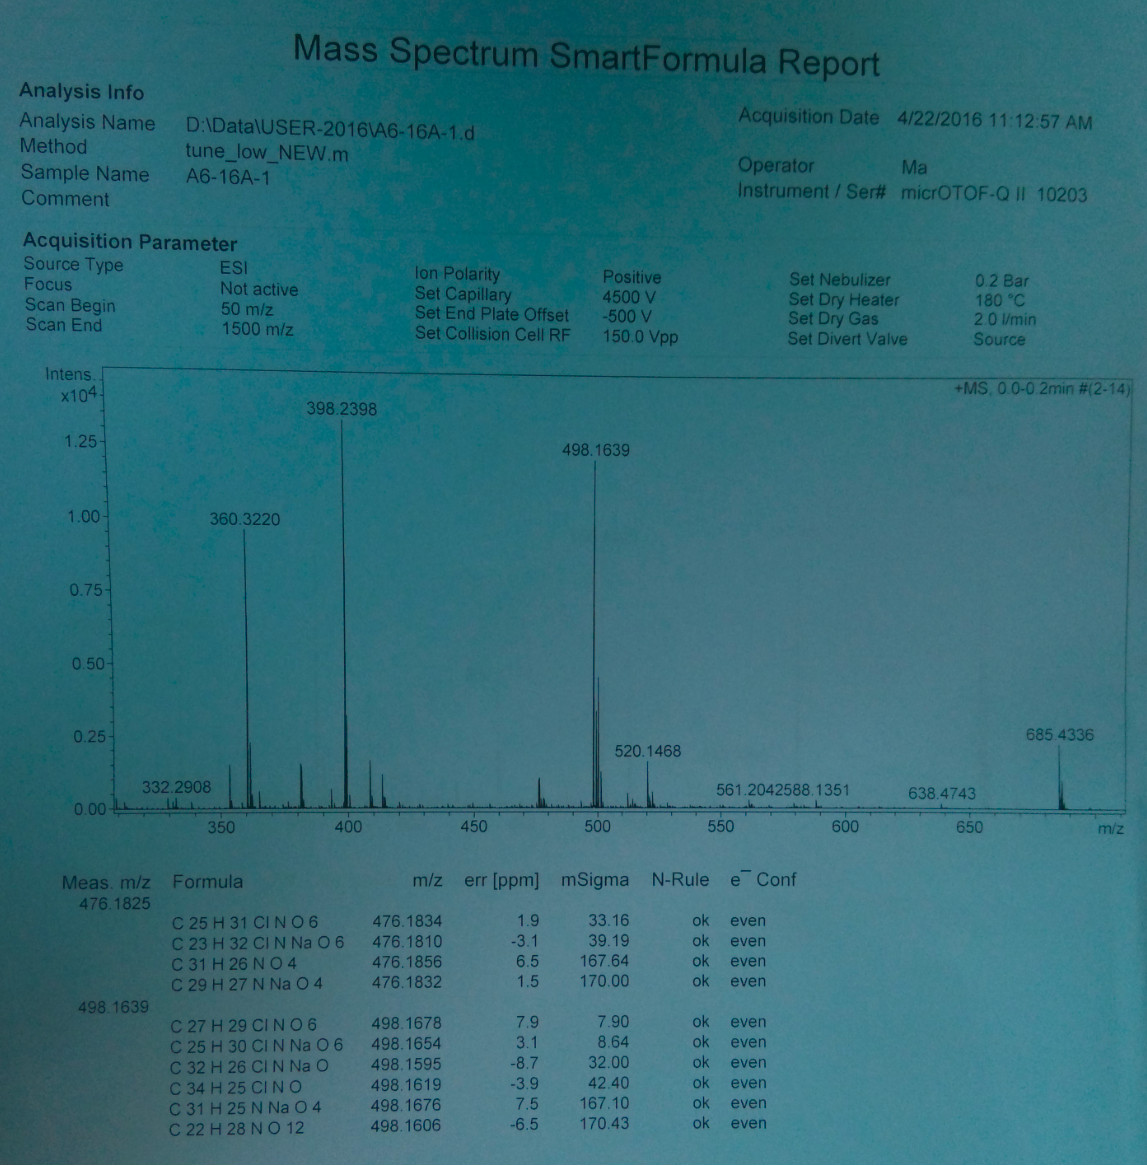 Mass Spectrum SmartFormula Report
Analysis Info
Analysis Name D:\Data\USER-2016\A6-16A-1.d Acquisition Date 4/22/2016 11:12:57 AM
Method tune_low_NEW.m Operator Ma
Sample Name A6-16A-1 Instrument / Ser# micrOTOF-Q II 10203
Comment
Acquisition Parameter
Source Type ESI Ion Polarity Positive Set Nebulizer 0.2 Bar
Focus Not active Set Capillary 4500 V Set Dry Heater 180 °C
Scan Begin 50 m/z Set End Plate Offset -500 V Set Dry Gas 2.0 l/min
Scan End 1500 m/z Set Collision Cell RF 150.0 Vpp Set Divert Valve Source
Intens. +MS, 0.0-0.2min #(2-14)
x10⁴
398.2398
1.25
498.1639
1.00
360.3220
0.75
0.50
0.25
685.4336
520.1468
332.2908 561.2042588.1351 638.4743
0.00
350 400 450 500 550 600 650 m/z
Meas. m/z Formula m/z err [ppm] mSigma N-Rule e⁻ Conf
476.1825
C 25 H 31 Cl N O 6 476.1834 1.9 33.16 ok even
C 23 H 32 Cl N Na O 6 476.1810 -3.1 39.19 ok even
C 31 H 26 N O 4 476.1856 6.5 167.64 ok even
C 29 H 27 N Na O 4 476.1832 1.5 170.00 ok even
498.1639
C 27 H 29 Cl N O 6 498.1678 7.9 7.90 ok even
C 25 H 30 Cl N Na O 6 498.1654 3.1 8.64 ok even
C 32 H 26 Cl N Na O 498.1595 -8.7 32.00 ok even
C 34 H 25 Cl N O 498.1619 -3.9 42.40 ok even
C 31 H 25 N Na O 4 498.1676 7.5 167.10 ok even
C 22 H 28 N O 12 498.1606 -6.5 170.43 ok even